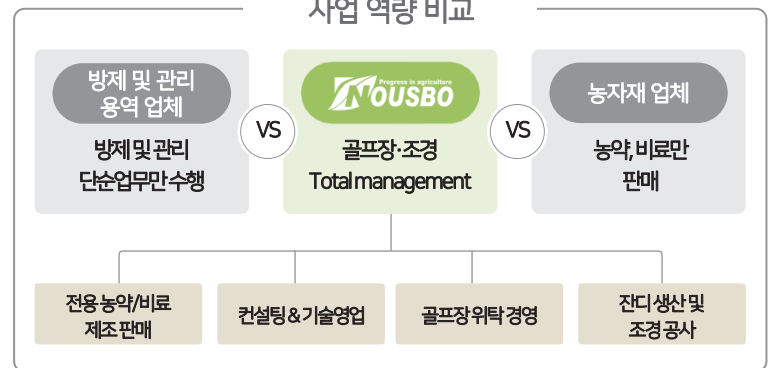 사업 역량 비교
방제 및 관리
용역 업체
방제 및 관리
단순업무만 수행
VS
Progress in agriculture
NOUSBO
골프장·조경
Total management
VS
농자재 업체
농약, 비료만
판매
전용 농약/비료
제조 판매
컨설팅 & 기술영업
골프장 위탁 경영
잔디 생산 및
조경 공사